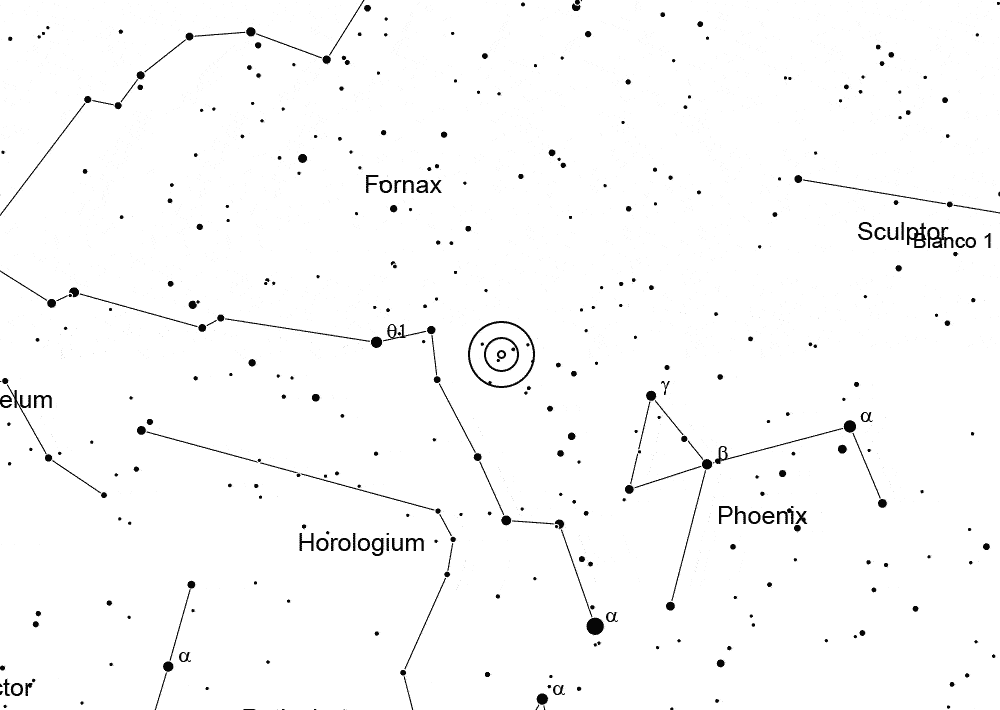 Fornax
Sculptor
Blanco 1
θ1
elum
γ
α
β
Phoenix
Horologium
α
α
ctor
α